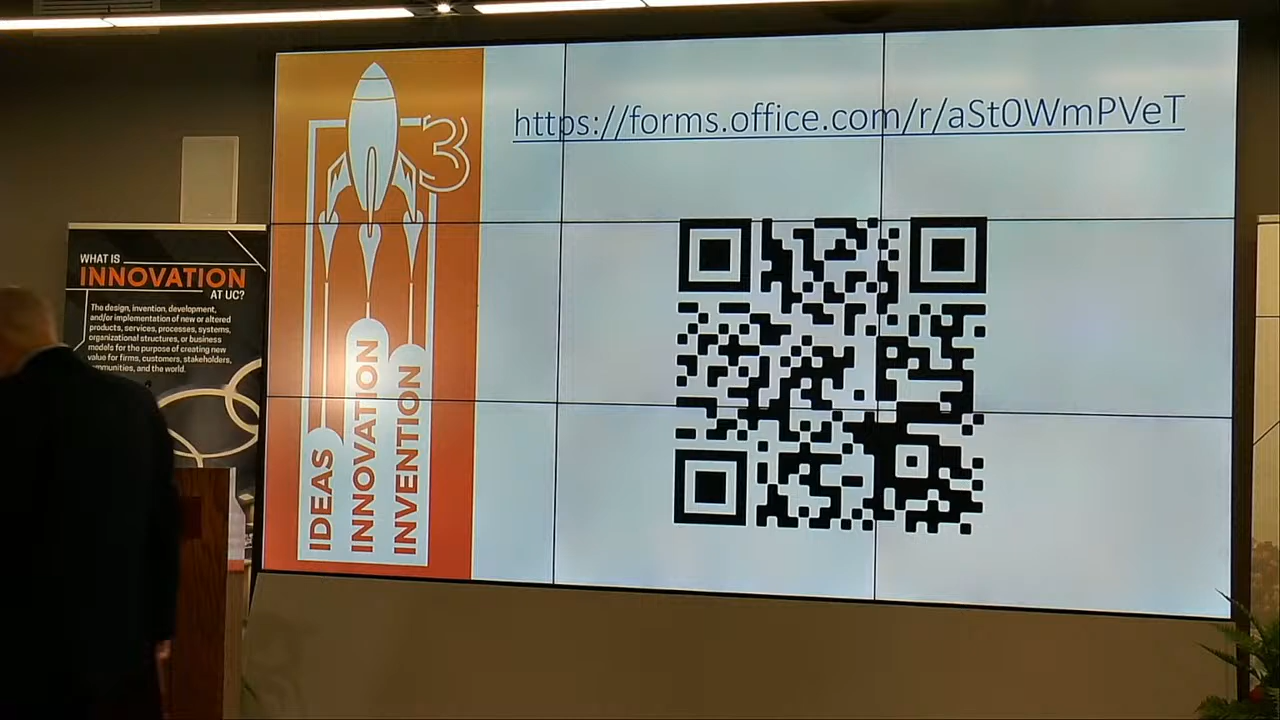 https://forms.office.com/r/aSt0WmPVeT
3
IDEAS
INNOVATION
INVENTION
WHAT IS
INNOVATION
AT UC?
The design, invention, development,
and/or implementation of new or altered
products, services, processes, systems,
organizational structures, or business
models for the purpose of creating new
value for firms, customers, stakeholders,
mmunities, and the world.